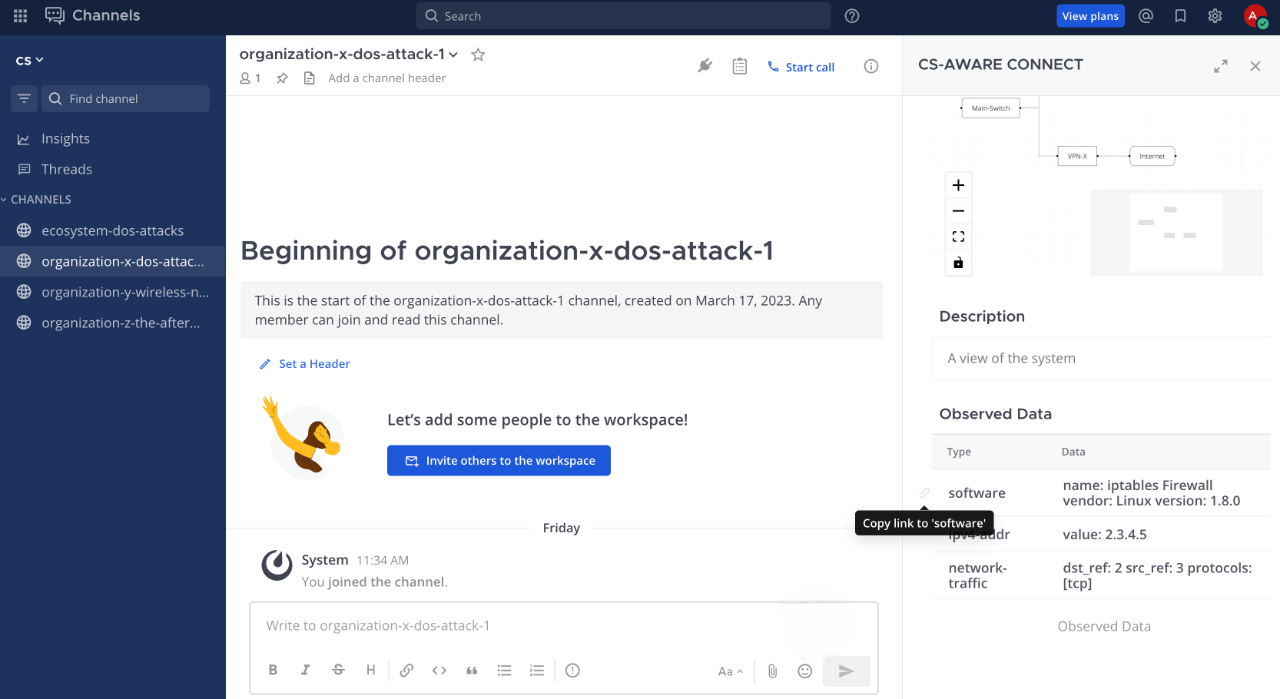 Channels
Search
View plans
A
CS
Find channel
Insights
Threads
CHANNELS
ecosystem-dos-attacks
organization-x-dos-attac...
organization-y-wireless-n...
organization-z-the-after...
organization-x-dos-attack-1
1
Add a channel header
Start call
Beginning of organization-x-dos-attack-1
This is the start of the organization-x-dos-attack-1 channel, created on March 17, 2023. Any
member can join and read this channel.
Set a Header
Let's add some people to the workspace!
Invite others to the workspace
Friday
System 11:34 AM
You joined the channel.
Write to organization-x-dos-attack-1
B I S H
Aa
CS-AWARE CONNECT
Main-Switch
VPN-X
Internet
Description
A view of the system
Observed Data
Type Data
software
name: iptables Firewall
vendor: Linux version: 1.8.0
Copy link to 'software'
ipv4-addr
value: 2.3.4.5
network-
traffic
dst_ref: 2 src_ref: 3 protocols:
[tcp]
Observed Data